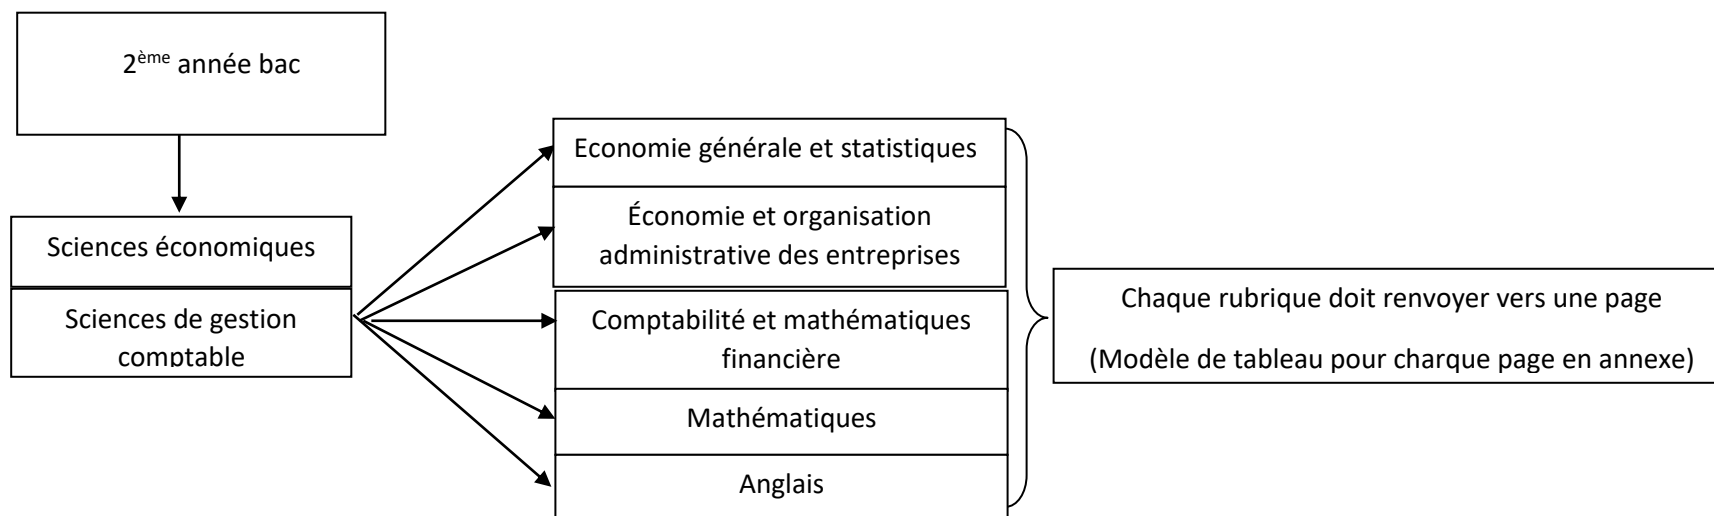 2ème année bac
Sciences économiques
Sciences de gestion
comptable
Economie générale et statistiques
Économie et organisation
administrative des entreprises
Comptabilité et mathématiques
financière
Mathématiques
Anglais
Chaque rubrique doit renvoyer vers une page
(Modèle de tableau pour charque page en annexe)